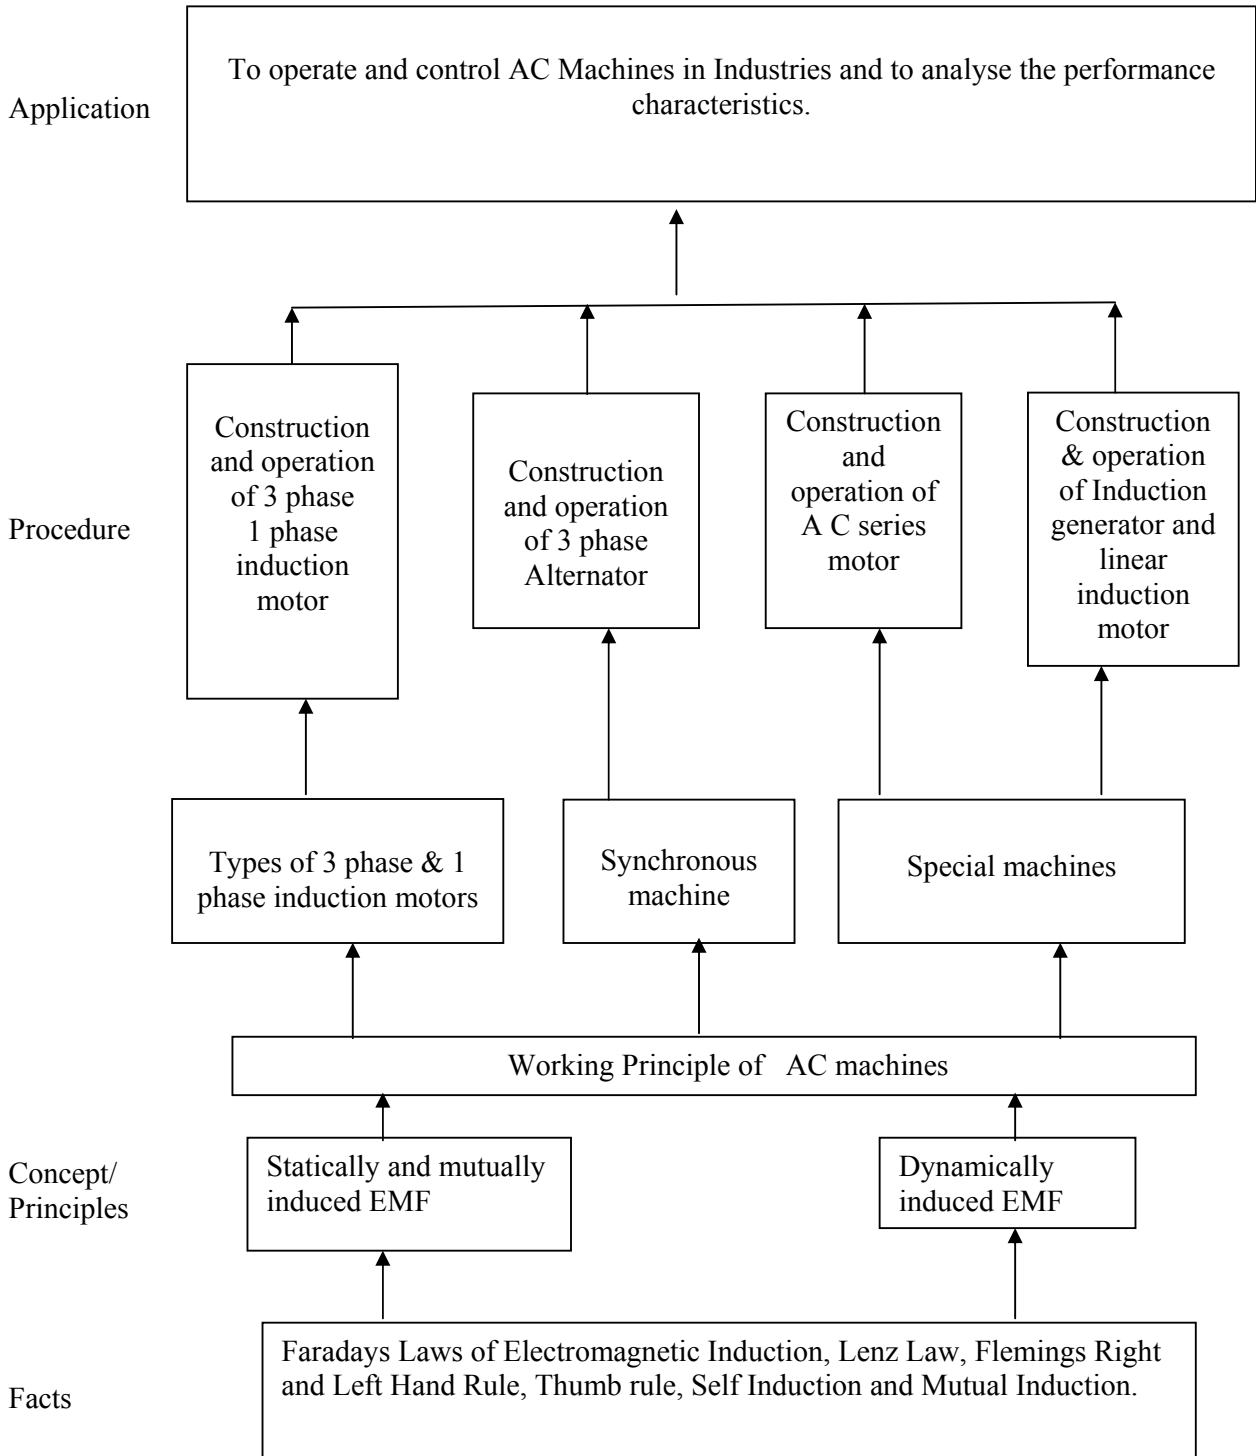 Application
To operate and control AC Machines in Industries and to analyse the performance
characteristics.
Procedure
Construction
and operation
of 3 phase
1 phase
induction
motor
Construction
and operation
of 3 phase
Alternator
Construction
and
operation of
A C series
motor
Construction
& operation
of Induction
generator and
linear
induction
motor
Types of 3 phase & 1
phase induction motors
Synchronous
machine
Special machines
Working Principle of AC machines
Concept/
Principles
Statically and mutually
induced EMF
Dynamically
induced EMF
Facts
Faradays Laws of Electromagnetic Induction, Lenz Law, Flemings Right
and Left Hand Rule, Thumb rule, Self Induction and Mutual Induction.